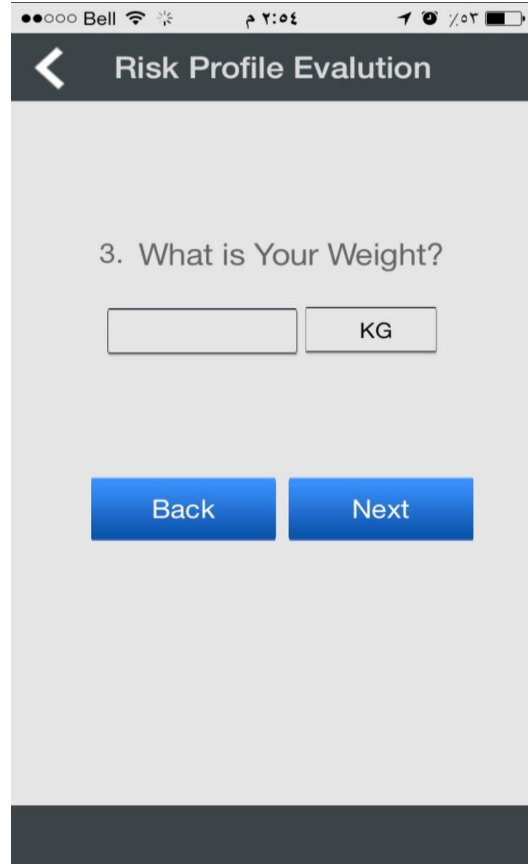 Bell ٢:٥٤ م ٪٥٣
Risk Profile Evalution
3. What is Your Weight?
KG
Back Next